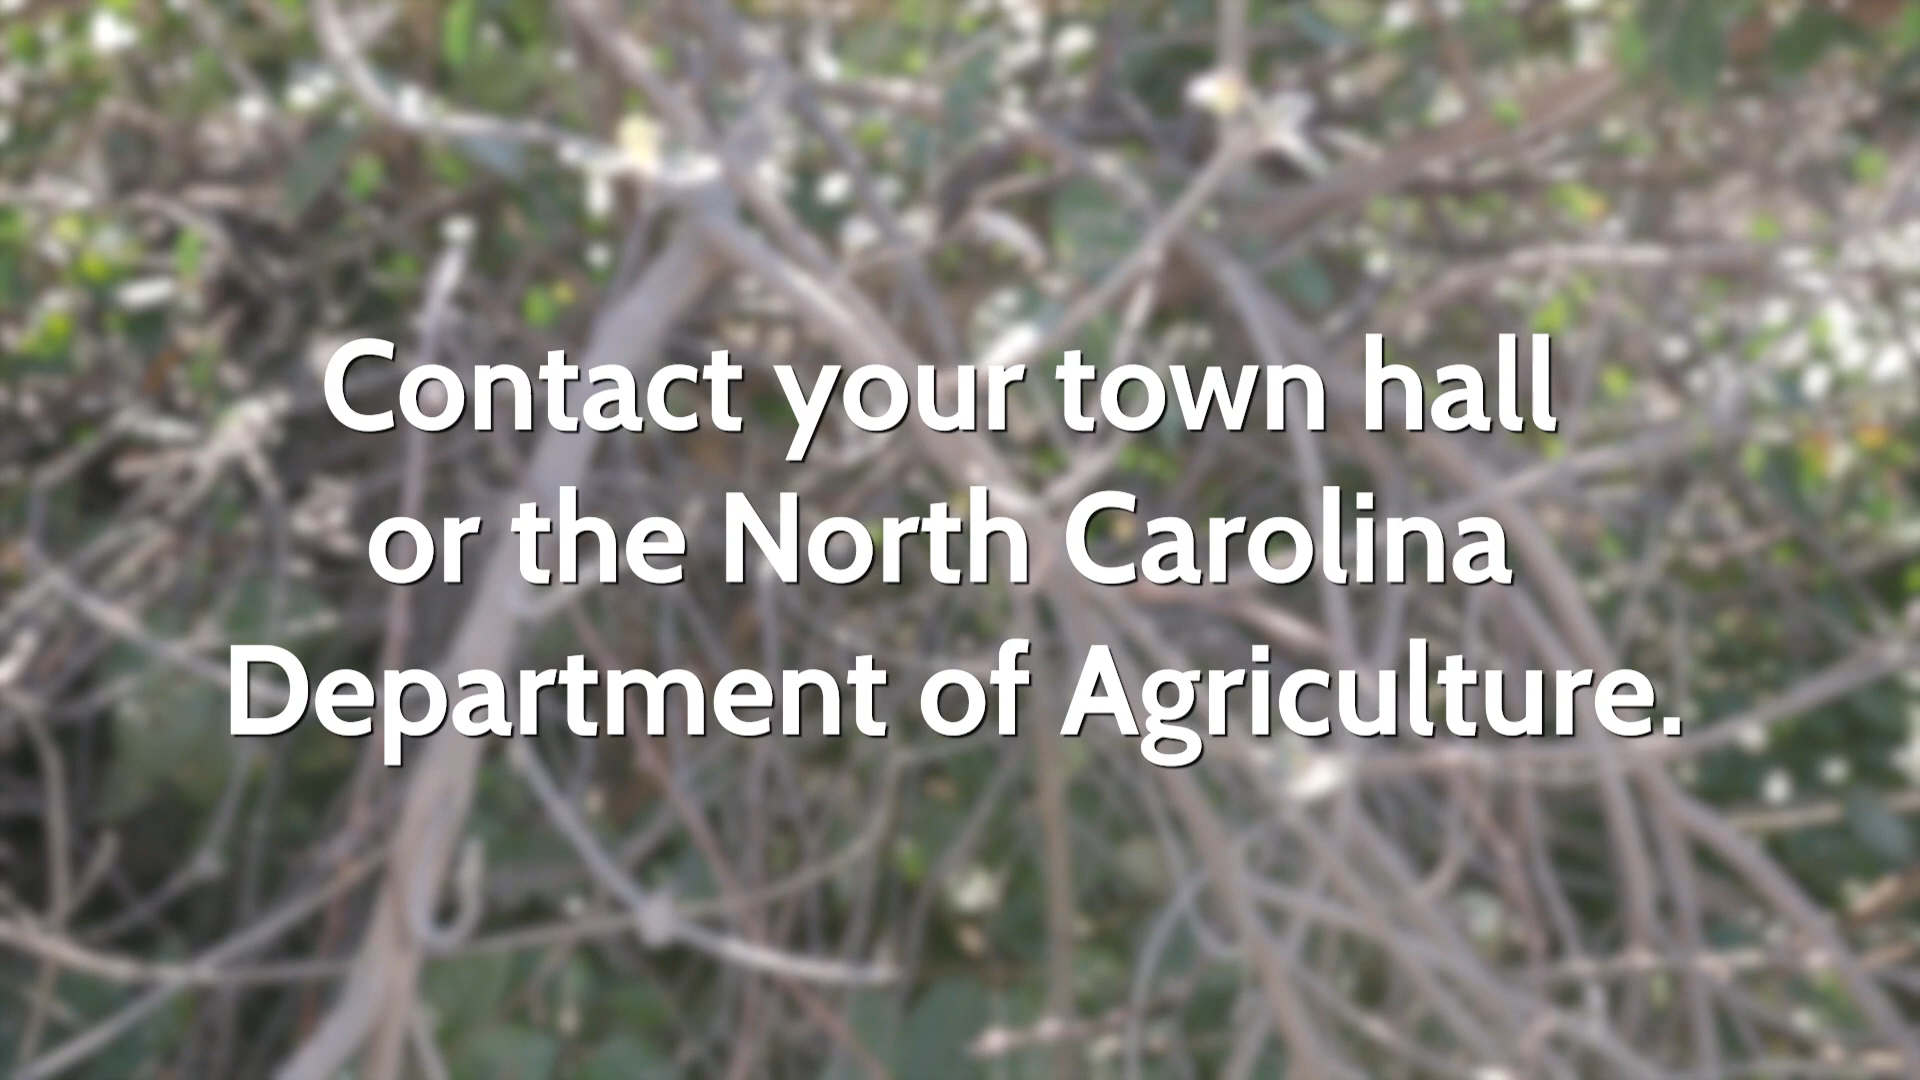 Contact your town hall
or the North Carolina
Department of Agriculture.